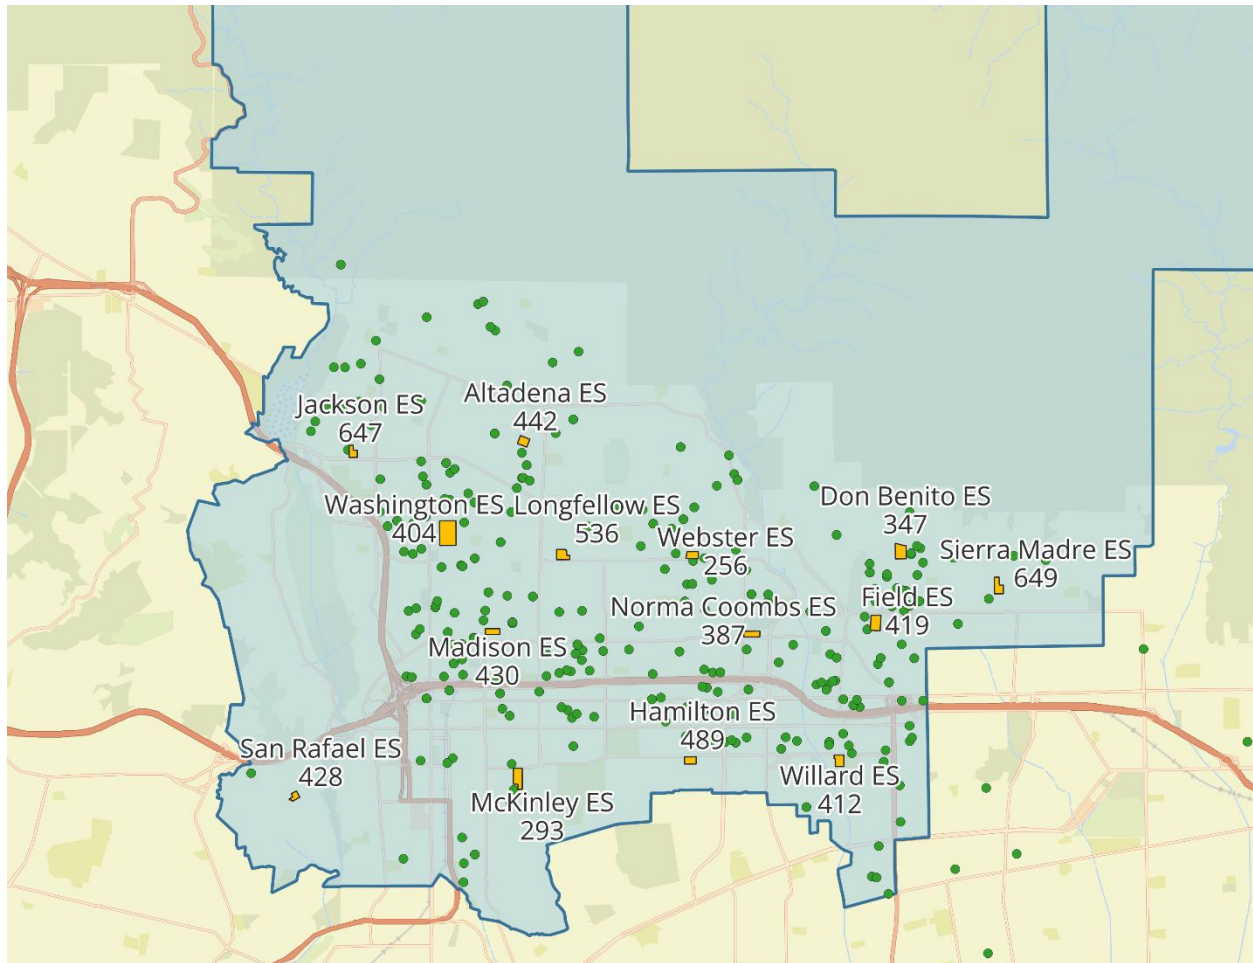 Altadena ES
442
Jackson ES
647
Washington ES
404
Longfellow ES
536
Webster ES
256
Don Benito ES
347
Sierra Madre ES
649
Field ES
419
Norma Coombs ES
387
Madison ES
430
Hamilton ES
489
San Rafael ES
428
Willard ES
412
McKinley ES
293